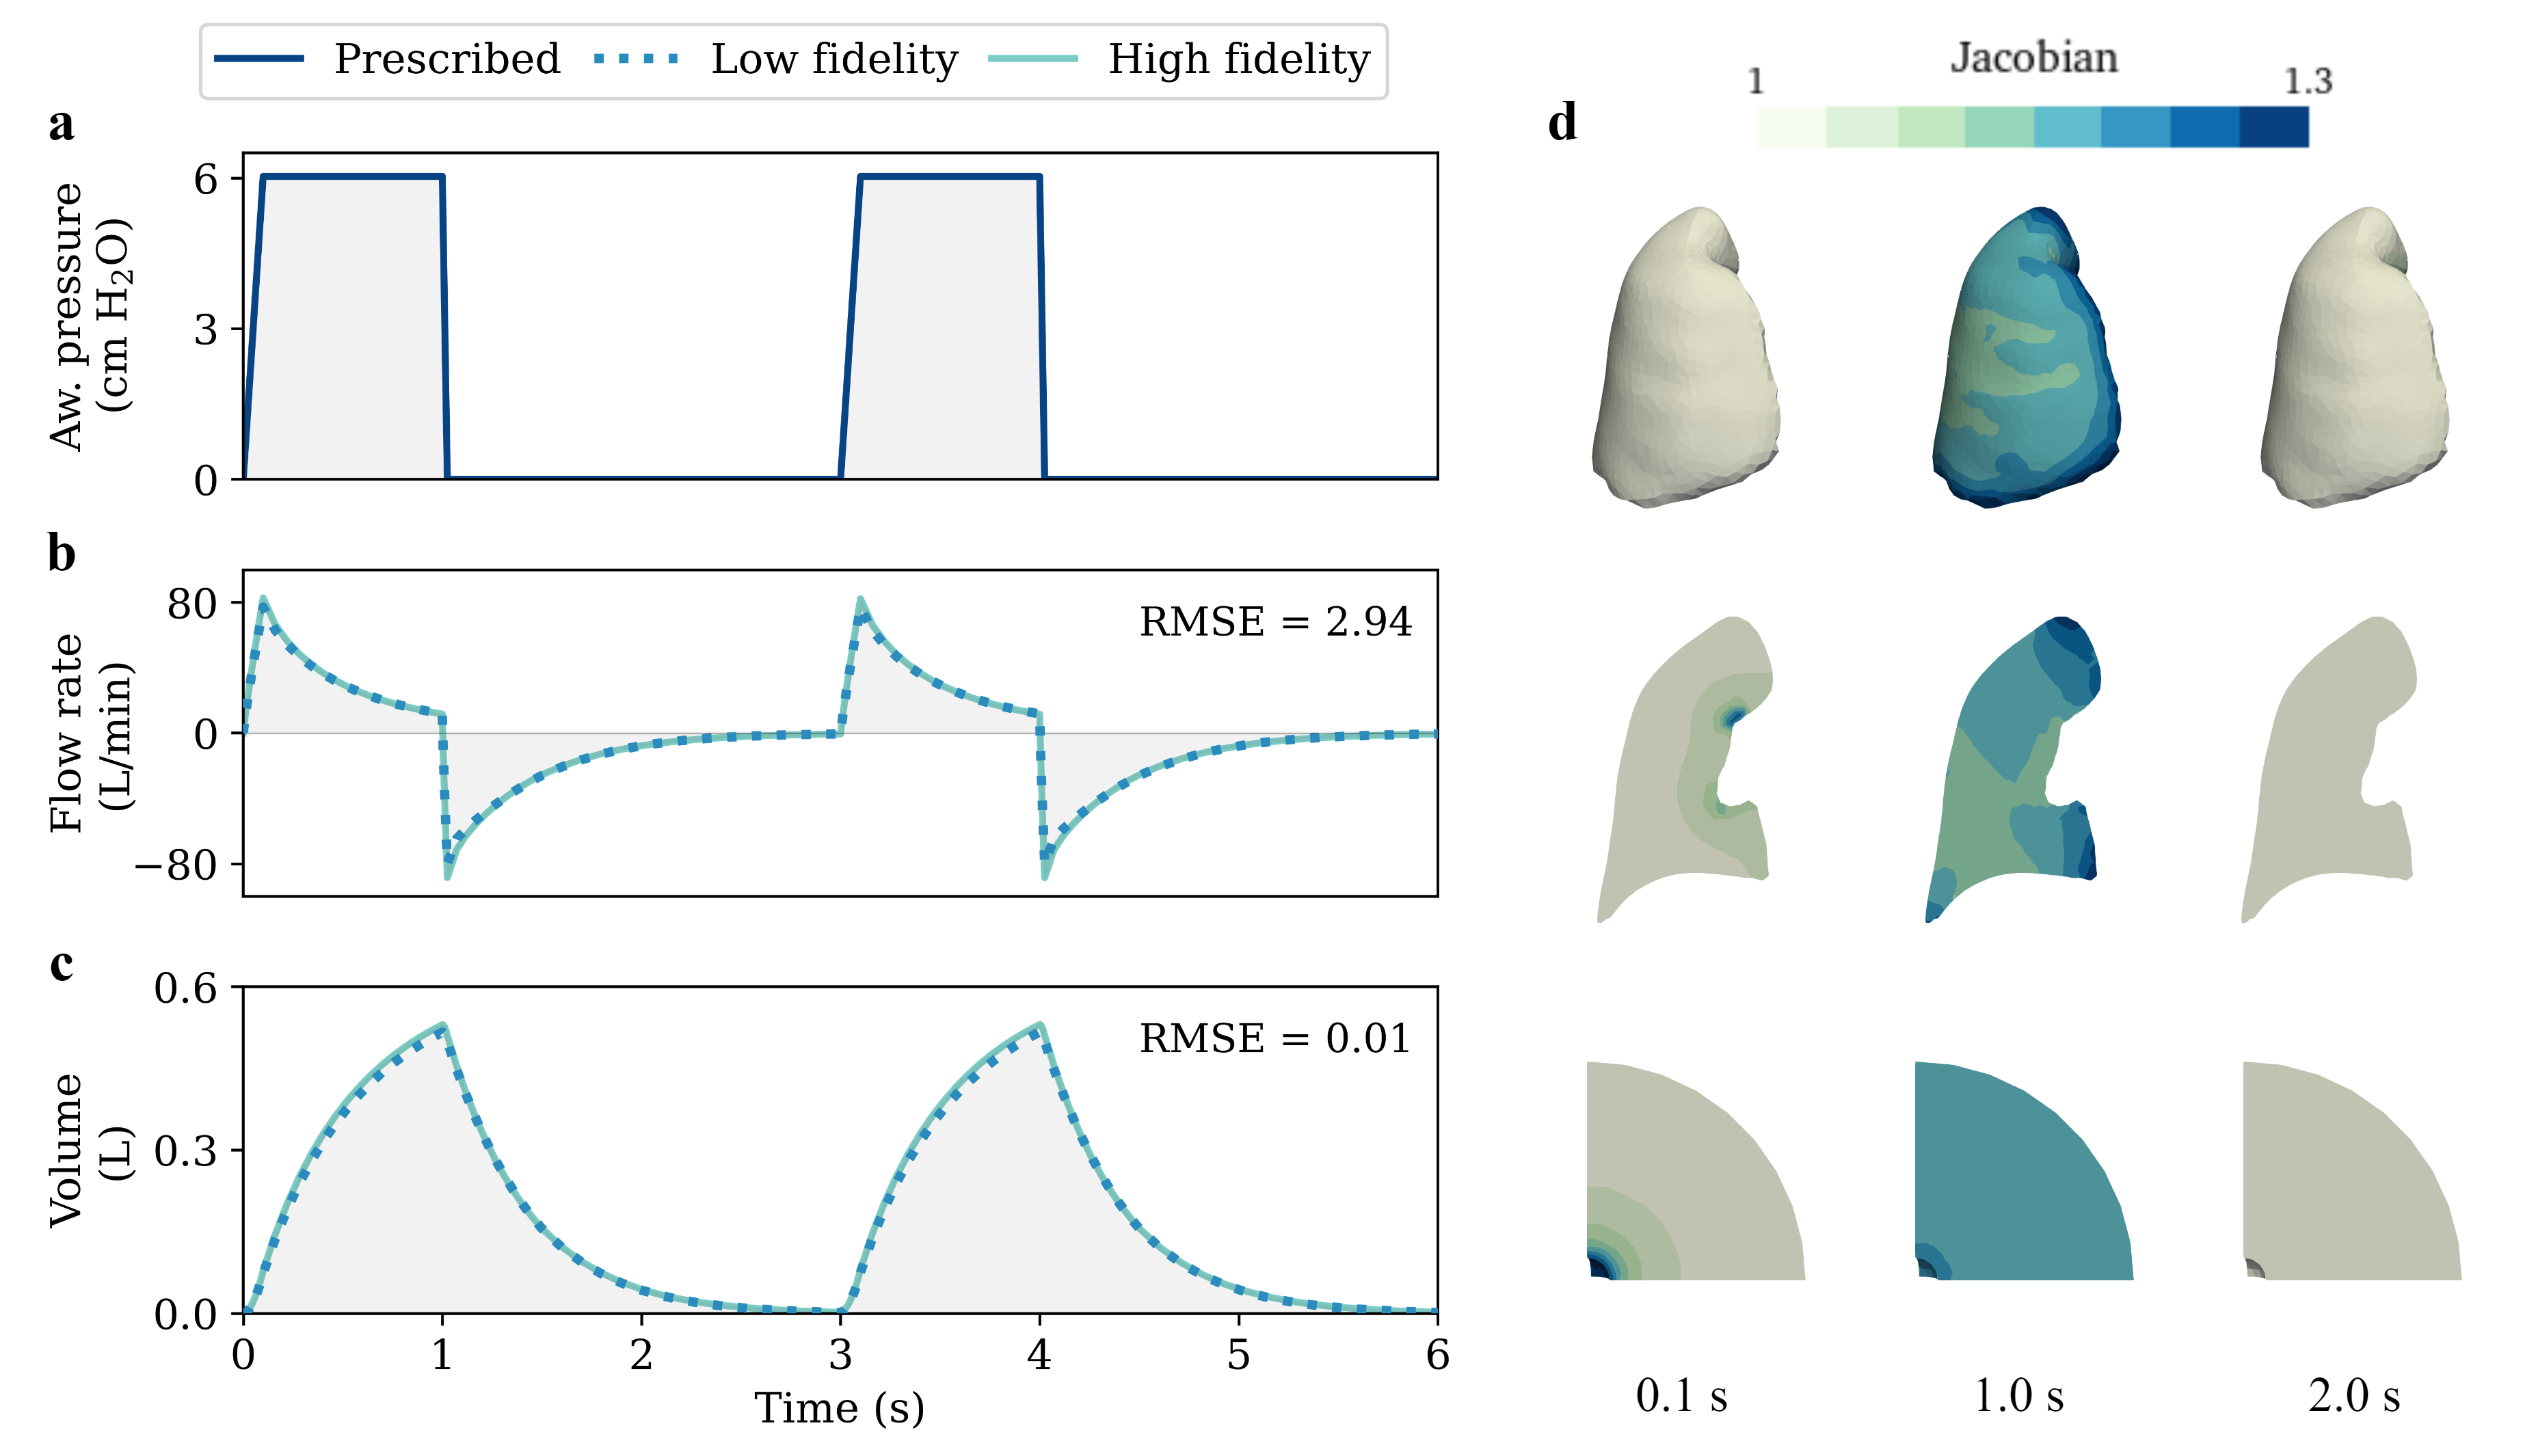 Prescribed Low fidelity High fidelity
a
6
3
0
Aw. pressure
(cm H₂O)
b
80
0
−80
Flow rate
(L/min)
RMSE = 2.94
c
0.6
0.3
0.0
Volume
(L)
RMSE = 0.01
0 1 2 3 4 5 6
Time (s)
d
Jacobian
1 1.3
0.1 s 1.0 s 2.0 s